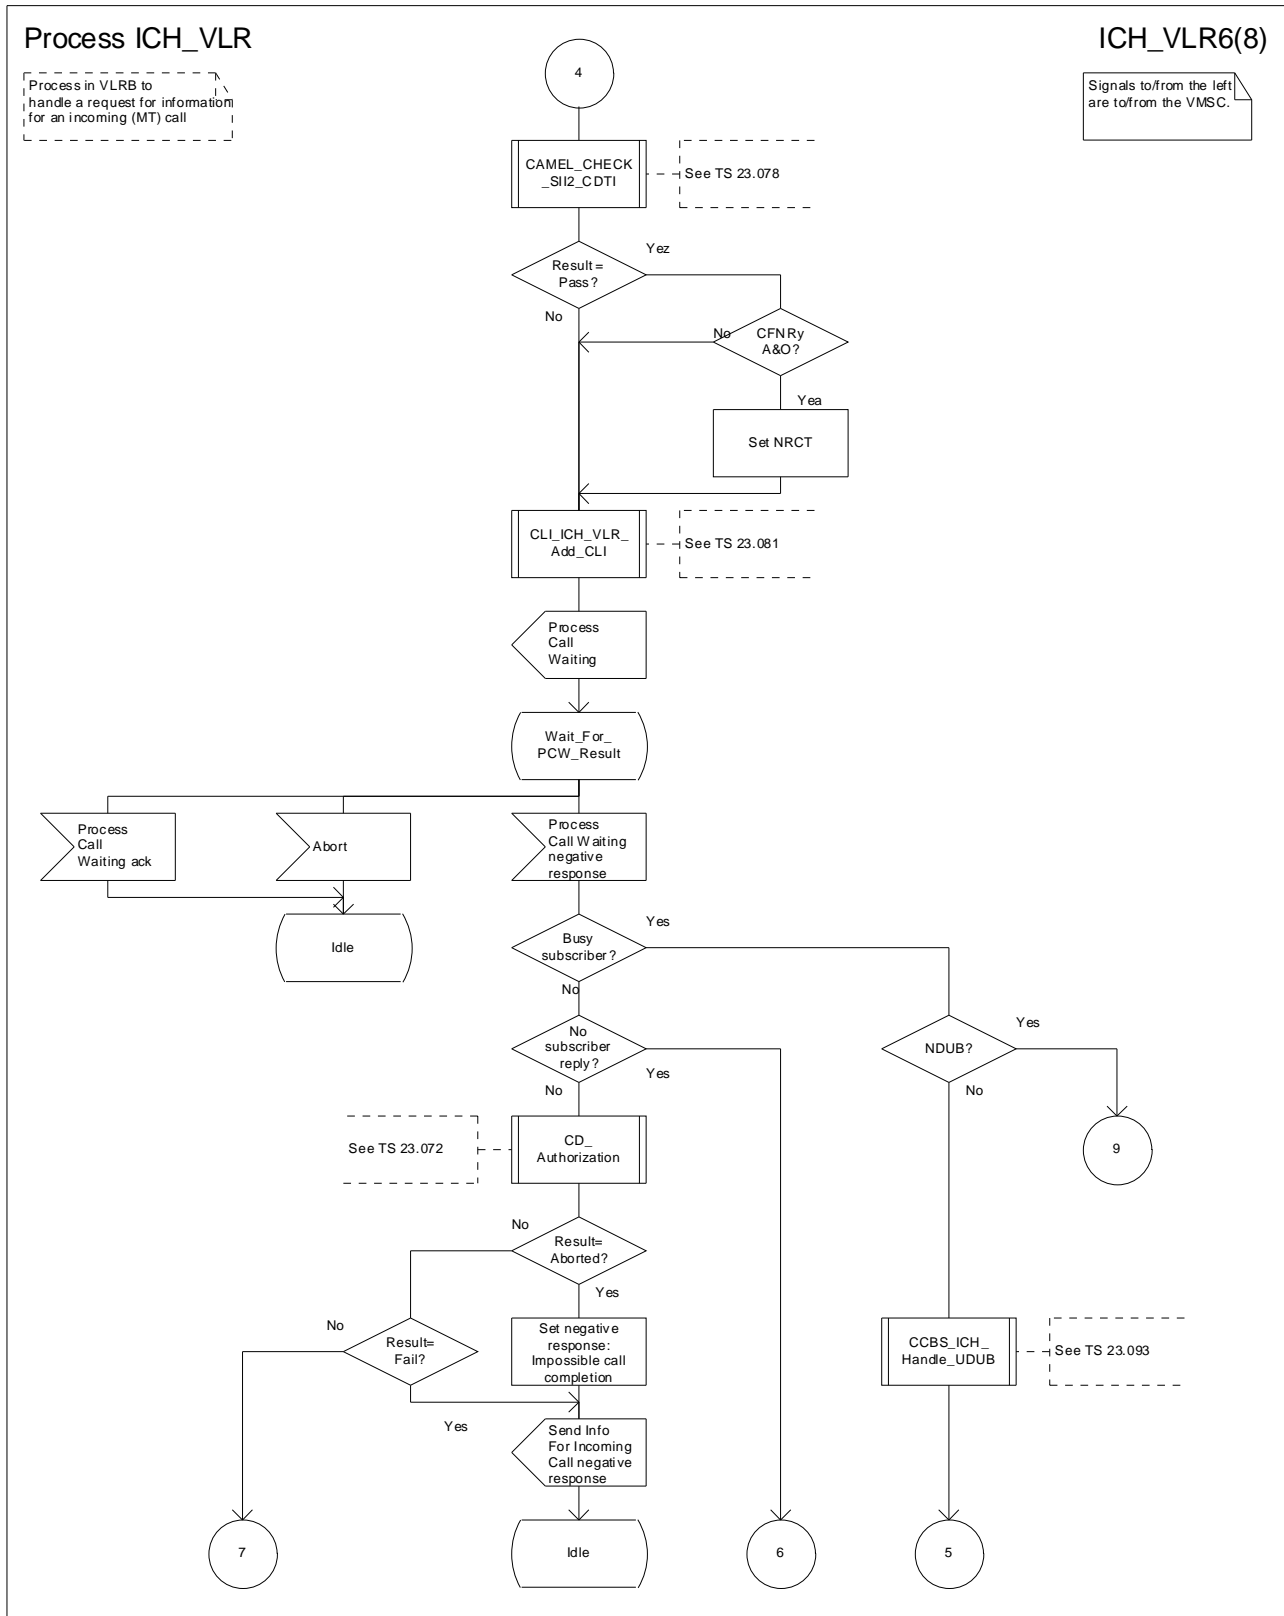 Process ICH_VLR
ICH_VLR6(8)
Process in VLRB to
handle a request for information
for an incoming (MT) call
Signals to/from the left
are to/from the VMSC.
4
CAMEL_CHECK
_SII2_CDTI
See TS 23.078
Result=
Pass?
Yez
No
CFNRy
A&O?
No
Yea
Set NRCT
CLI_ICH_VLR_
Add_CLI
See TS 23.081
Process
Call
Waiting
Wait_For_
PCW_Result
Process
Call
Waiting ack
Abort
Process
Call Waiting
negative
response
Idle
Busy
subscriber?
Yes
No
No
subscriber
reply?
Yes
No
NDUB?
Yes
No
See TS 23.072
CD_
Authorization
9
No
Result=
Aborted?
Yes
No
Result=
Fail?
Yes
Set negative
response:
Impossible call
completion
CCBS_ICH_
Handle_UDUB
See TS 23.093
Send Info
For Incoming
Call negative
response
7
Idle
6
5